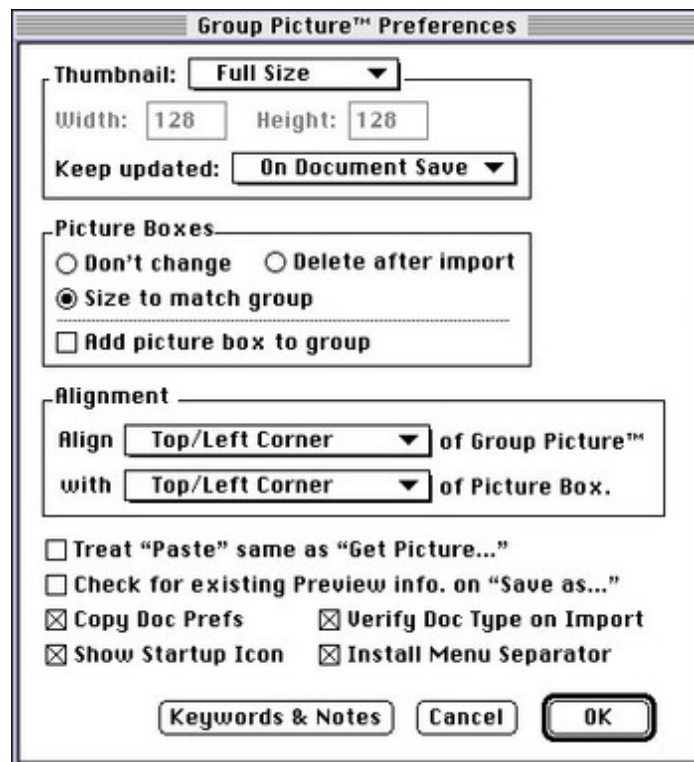 Group Picture™ Preferences
Thumbnail: Full Size
Width: 128 Height: 128
Keep updated: On Document Save
Picture Boxes
Don't change Delete after import
Size to match group
Add picture box to group
Alignment
Align Top/Left Corner of Group Picture™
with Top/Left Corner of Picture Box.
Treat “Paste” same as “Get Picture...”
Check for existing Preview info. on “Save as...”
Copy Doc Prefs Verify Doc Type on Import
Show Startup Icon Install Menu Separator
Keywords & Notes Cancel OK